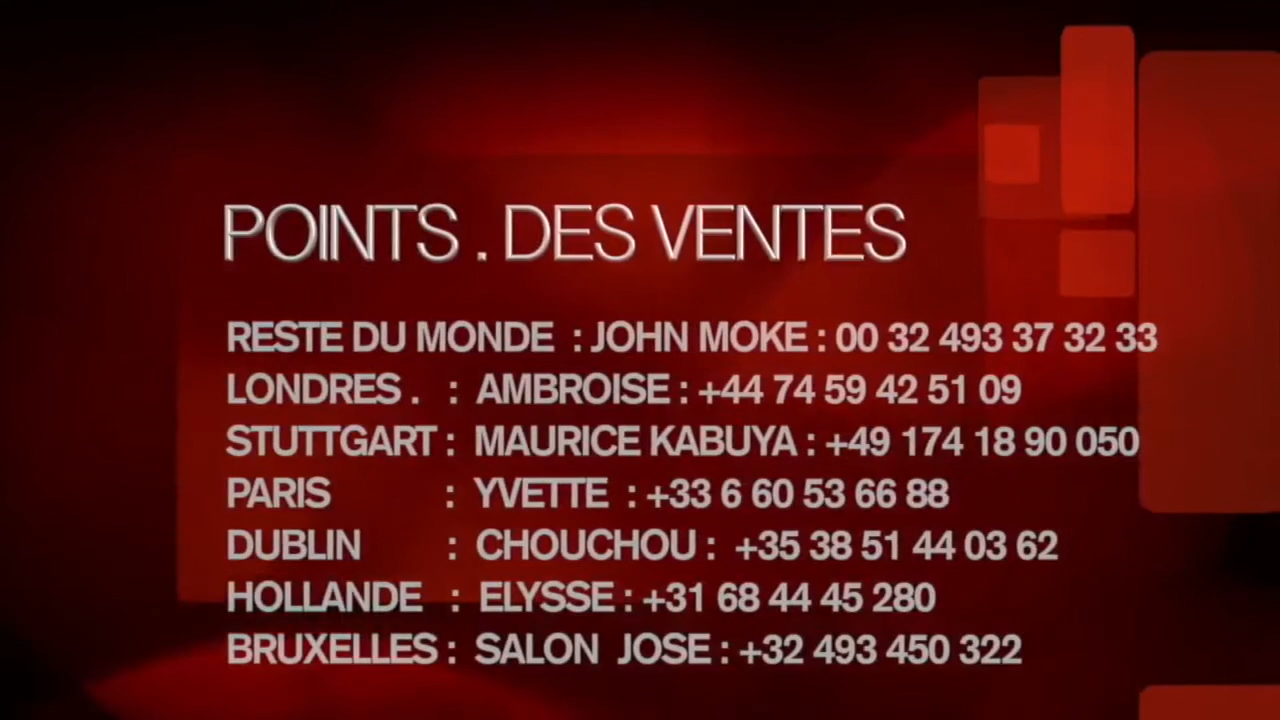 POINTS . DES VENTES
RESTE DU MONDE : JOHN MOKE : 00 32 493 37 32 33
LONDRES . : AMBROISE : +44 74 59 42 51 09
STUTTGART : MAURICE KABUYA : +49 174 18 90 050
PARIS : YVETTE : +33 6 60 53 66 88
DUBLIN : CHOUCHOU : +35 38 51 44 03 62
HOLLANDE : ELYSSE : +31 68 44 45 280
BRUXELLES : SALON JOSE : +32 493 450 322